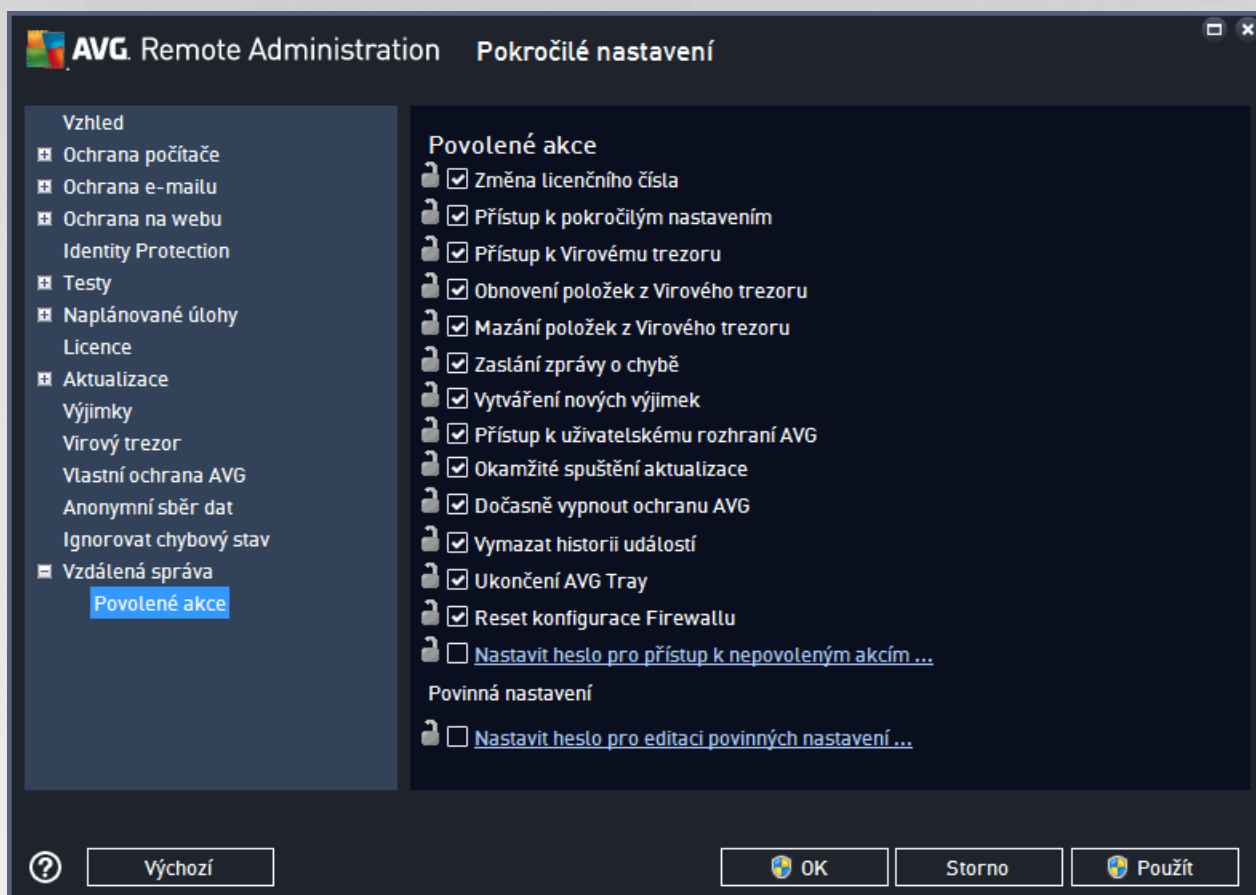 AVG. Remote Administration Pokročilé nastavení
Vzhled
Ochrana počítače
Ochrana e-mailu
Ochrana na webu
Identity Protection
Testy
Naplánované úlohy
Licence
Aktualizace
Výjimky
Virový trezor
Vlastní ochrana AVG
Anonymní sběr dat
Ignorovat chybový stav
Vzdálená správa
Povolené akce
Povolené akce
Změna licenčního čísla
Přístup k pokročilým nastavením
Přístup k Virovému trezoru
Obnovení položek z Virového trezoru
Mazání položek z Virového trezoru
Zaslání zprávy o chybě
Vytváření nových výjimek
Přístup k uživatelskému rozhraní AVG
Okamžité spuštění aktualizace
Dočasně vypnout ochranu AVG
Vymazat historii událostí
Ukončení AVG Tray
Reset konfigurace Firewallu
Nastavit heslo pro přístup k nepovoleným akcím ...
Povinná nastavení
Nastavit heslo pro editaci povinných nastavení ...
? Výchozí OK Storno Použít